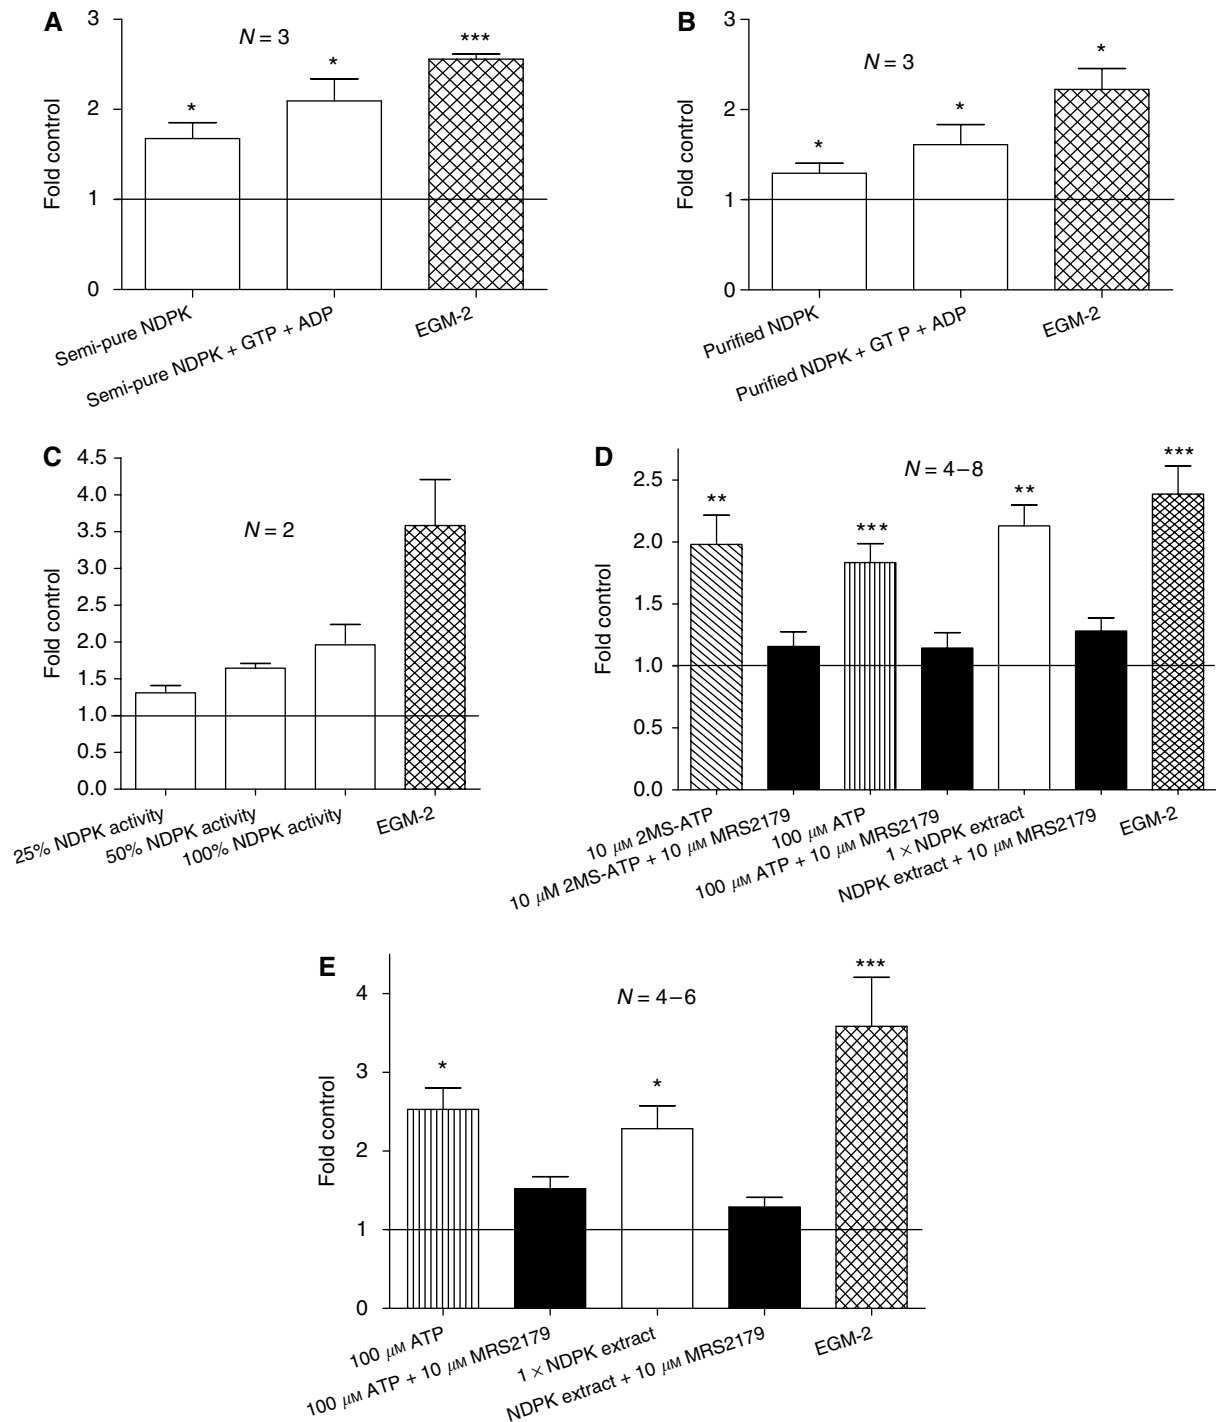 A
N = 3
Fold control
3
2
1
0
*
*
***
Semi-pure NDPK
Semi-pure NDPK + GTP + ADP
EGM-2
B
N = 3
Fold control
3
2
1
0
*
*
*
Purified NDPK
Purified NDPK + GT P + ADP
EGM-2
C
N = 2
Fold control
4.5
4.0
3.5
3.0
2.5
2.0
1.5
1.0
0.5
0.0
25% NDPK activity
50% NDPK activity
100% NDPK activity
EGM-2
D
N = 4–8
Fold control
2.5
2.0
1.5
1.0
0.5
0.0
**
***
**
***
10 μM 2MS-ATP
10 μM 2MS-ATP + 10 μM MRS2179
100 μM ATP
100 μM ATP + 10 μM MRS2179
1 × NDPK extract
NDPK extract + 10 μM MRS2179
EGM-2
E
N = 4–6
Fold control
4
3
2
1
0
*
*
***
100 μM ATP
100 μM ATP + 10 μM MRS2179
1 × NDPK extract
NDPK extract + 10 μM MRS2179
EGM-2